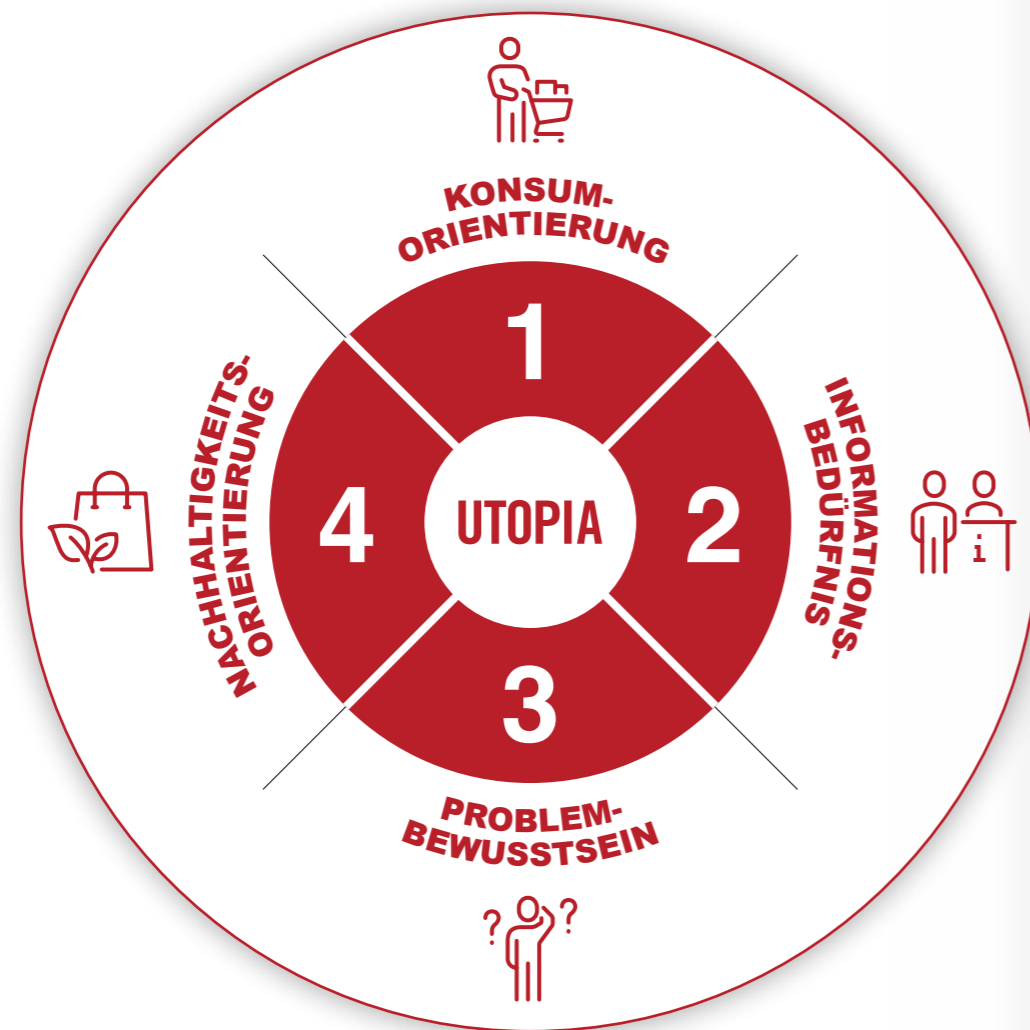 KONSUM-
ORIENTIERUNG
1
INFORMATIONS-
BEDÜRFNIS
2
i
UTOPIA
3
PROBLEM-
BEWUSSTSEIN
? ?
4
NACHHALTIGKEITS-
ORIENTIERUNG